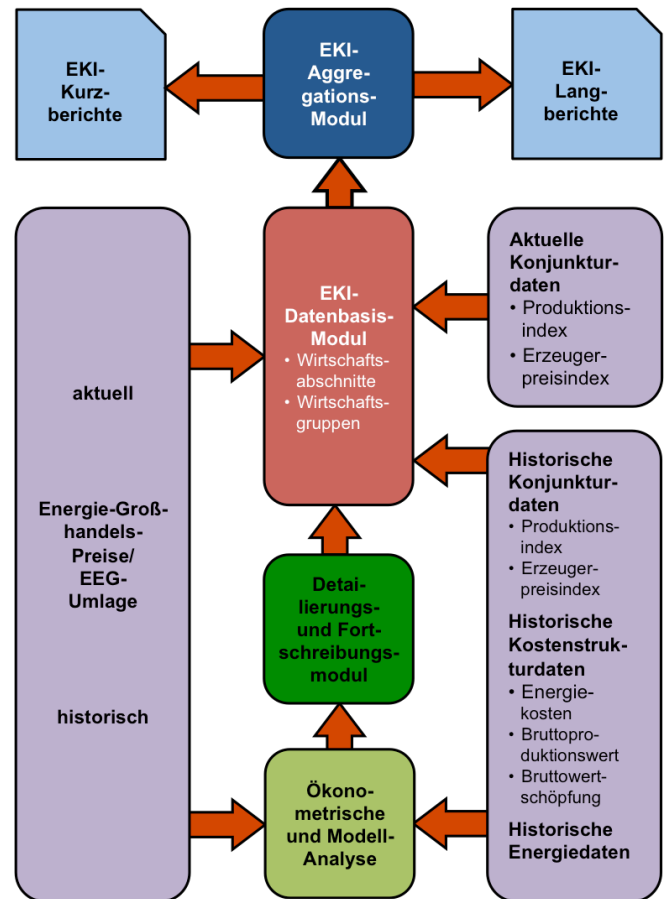 EKI-
Kurz-
berichte
EKI-
Aggre-
gations-
Modul
EKI-
Lang-
berichte
aktuell
Energie-Groß-
handels-
Preise/
EEG-
Umlage
historisch
EKI-
Datenbasis-
Modul
• Wirtschafts-
abschnitte
• Wirtschafts-
gruppen
Detai-
lierungs-
und Fort-
schreibungs-
modul
Ökono-
metrische
und Modell-
Analyse
Aktuelle
Konjunktur-
daten
• Produktions-
index
• Erzeuger-
preisindex
Historische
Konjunktur-
daten
• Produktions-
index
• Erzeuger-
preisindex
Historische
Kostenstruk-
turdaten
• Energie-
kosten
• Bruttopro-
duktionswert
• Bruttowert-
schöpfung
Historische
Energiedaten